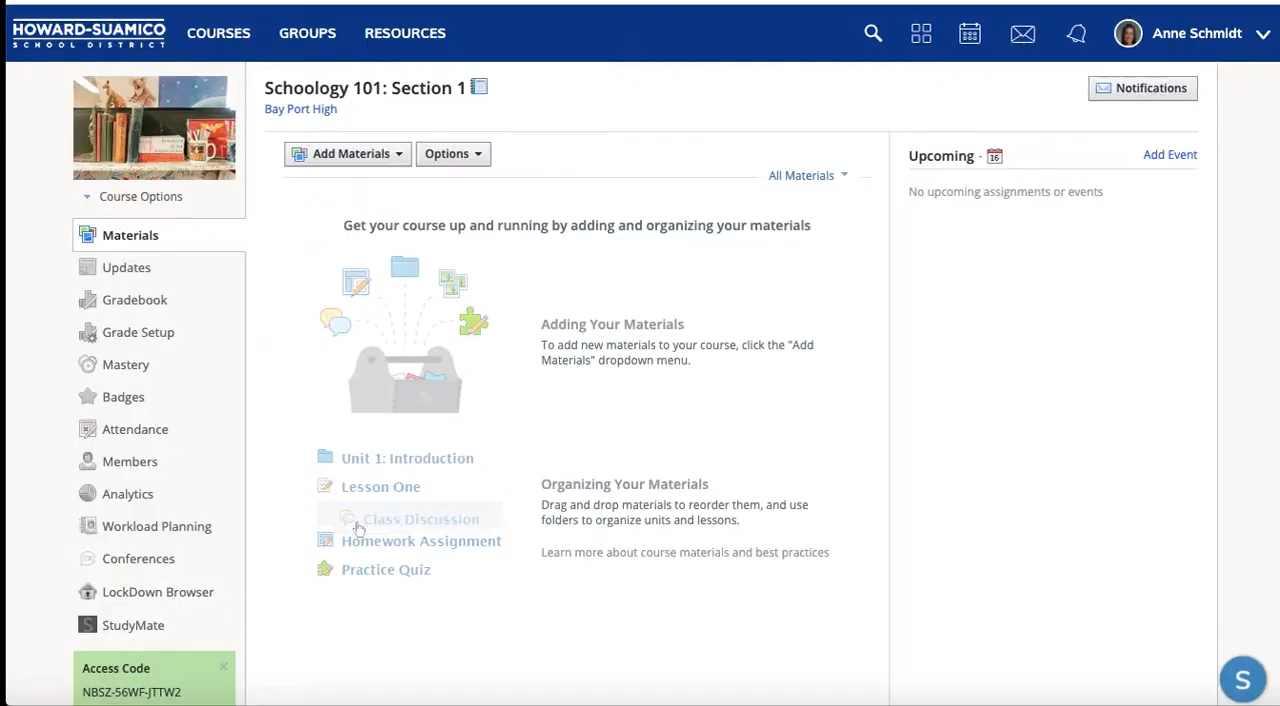 HOWARD-SUAMICO
SCHOOL DISTRICT
COURSES
GROUPS
RESOURCES
Anne Schmidt
Schoology 101: Section 1
Bay Port High
Notifications
Add Materials
Options
All Materials
Upcoming ·
16
Add Event
No upcoming assignments or events
Course Options
Materials
Updates
Gradebook
Grade Setup
Mastery
Badges
Attendance
Members
Analytics
Workload Planning
Conferences
LockDown Browser
S StudyMate
Access Code
NBSZ-56WF-JTTW2
Get your course up and running by adding and organizing your materials
Adding Your Materials
To add new materials to your course, click the "Add
Materials" dropdown menu.
Unit 1: Introduction
Lesson One
Class Discussion
Homework Assignment
Practice Quiz
Organizing Your Materials
Drag and drop materials to reorder them, and use
folders to organize units and lessons.
Learn more about course materials and best practices
S